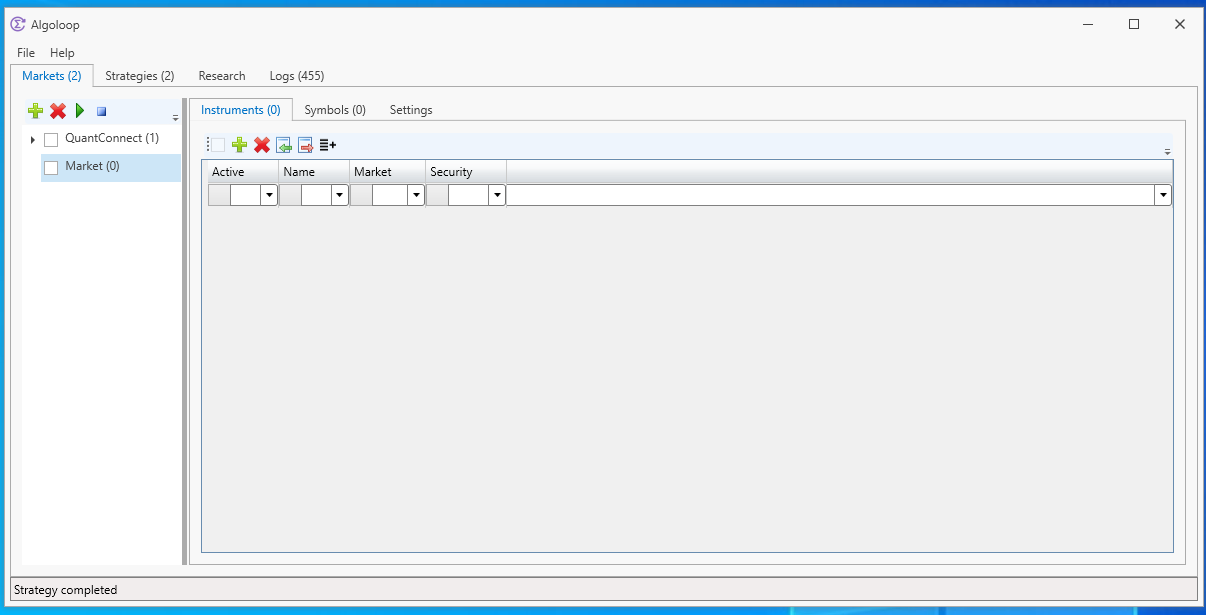 Algoloop
File Help
Markets (2) Strategies (2) Research Logs (455)
Instruments (0) Symbols (0) Settings
QuantConnect (1)
Market (0)
Active Name Market Security
Strategy completed